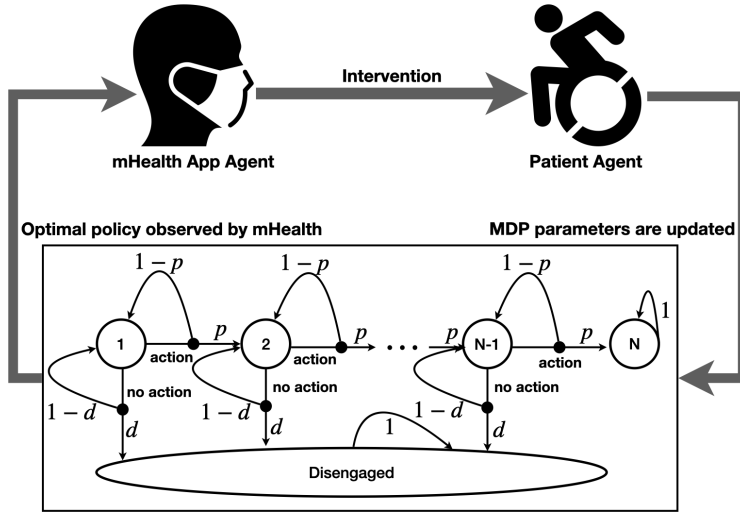 Intervention
mHealth App Agent
Patient Agent
Optimal policy observed by mHealth
MDP parameters are updated
1 − p
1 − p
1 − p
1
1
p
2
p
· · ·
p
N-1
p
N
action
action
action
no action
no action
no action
1 − d
d
1 − d
d
1
1 − d
d
Disengaged